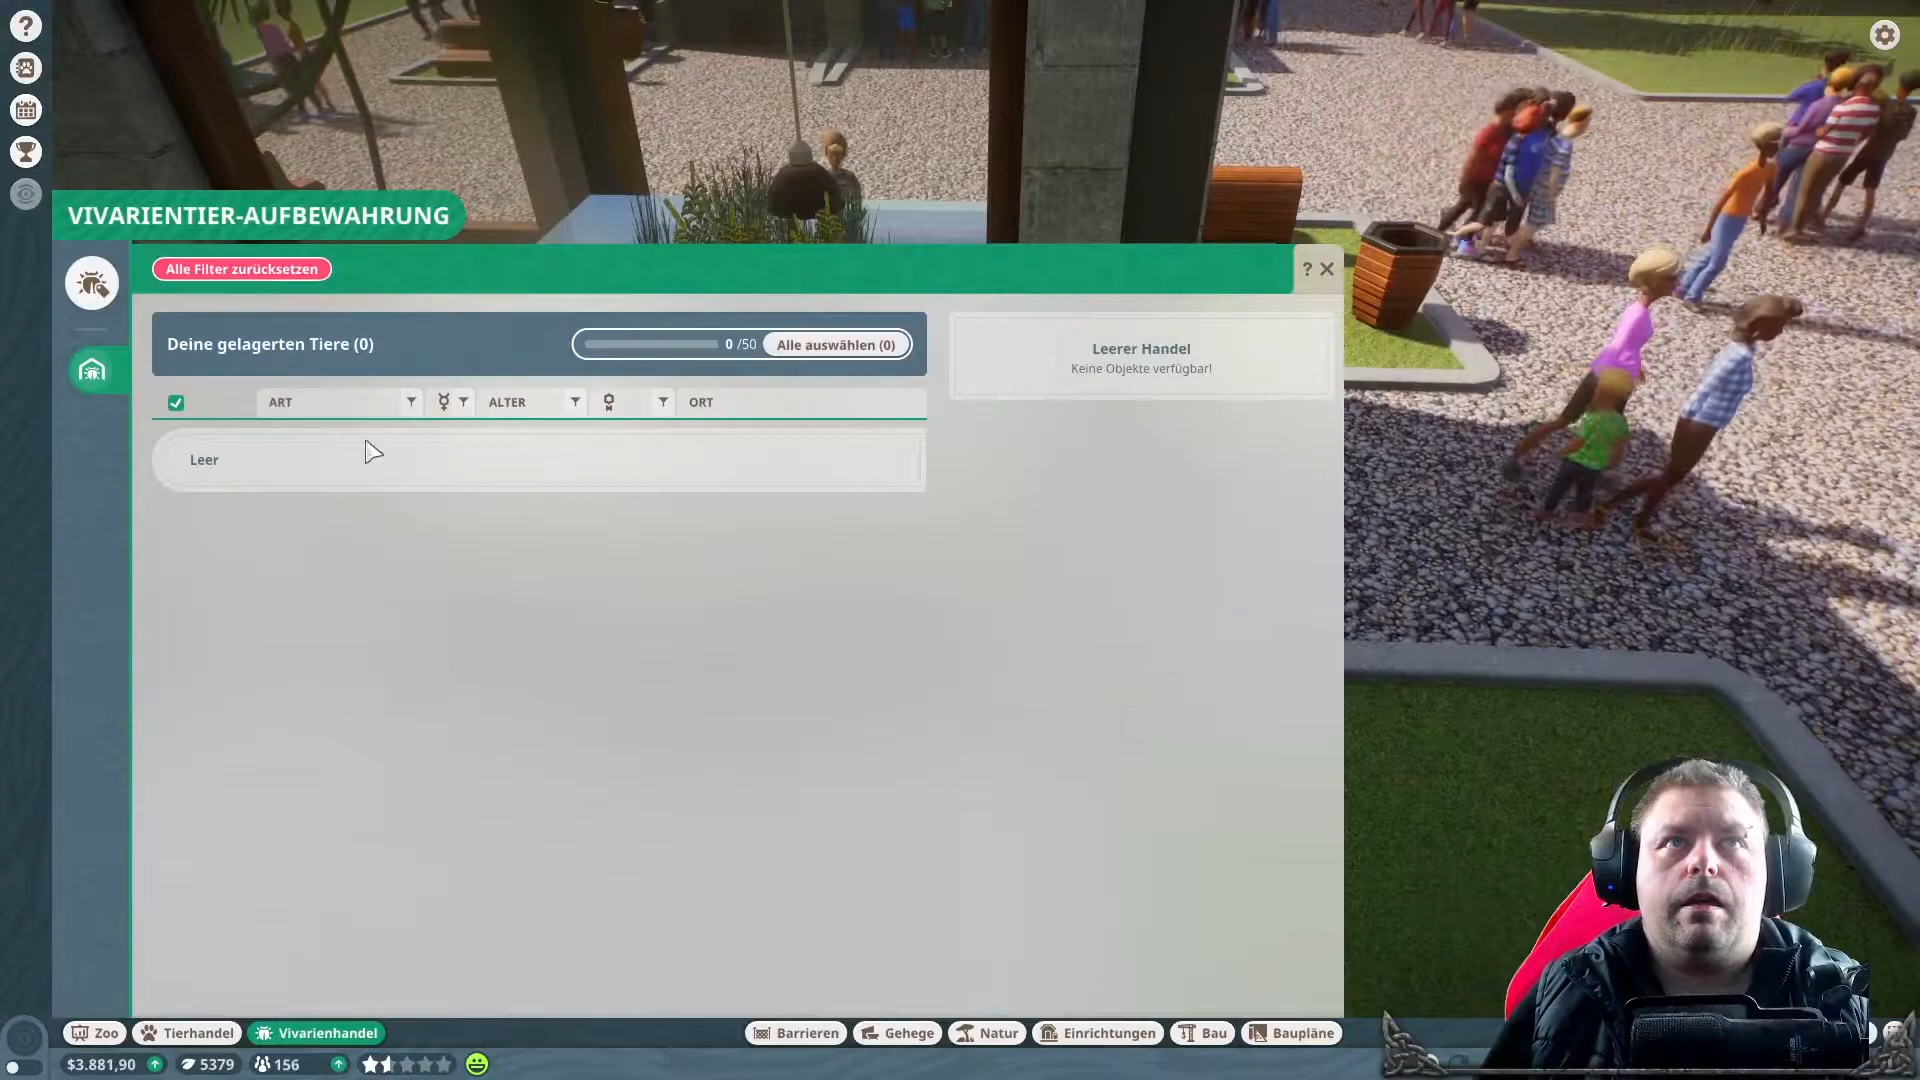 ?
VIVARIENTIER-AUFBEWAHRUNG
Alle Filter zurücksetzen
?
Deine gelagerten Tiere (0)
0 /50
Alle auswählen (0)
Leerer Handel
Keine Objekte verfügbar!
ART
ALTER
ORT
Leer
Zoo
Tierhandel
Vivarienhandel
Barrieren
Gehege
Natur
Einrichtungen
Bau
Baupläne
$3.881,90
5379
156